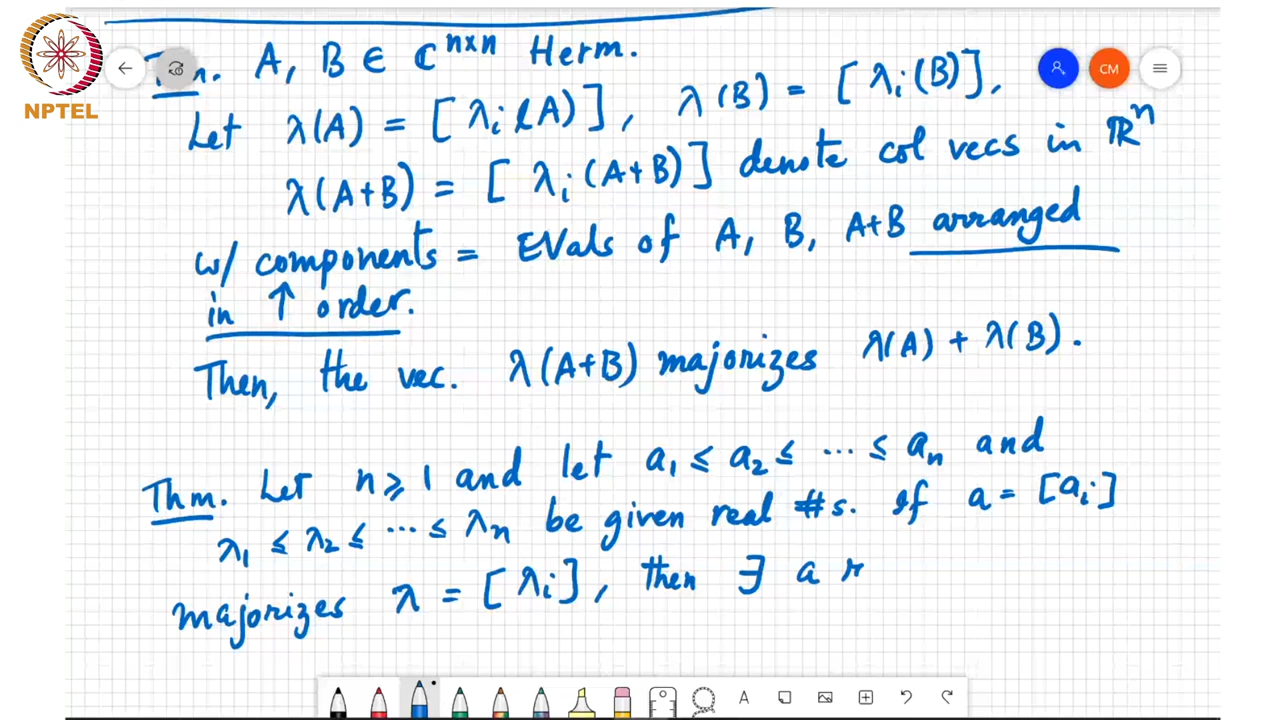 Thm. A, B ∈ ℂⁿˣⁿ Herm.
Let λ(A) = [λᵢ(A)], λ(B) = [λᵢ(B)],
λ(A+B) = [λᵢ(A+B)] denote col vecs in ℝⁿ
w/ components = EVals of A, B, A+B arranged
in ↑ order.
Then, the vec. λ(A+B) majorizes λ(A) + λ(B).
Thm. Let n ≥ 1 and let a₁ ≤ a₂ ≤ ... ≤ aₙ and
λ₁ ≤ λ₂ ≤ ... ≤ λₙ be given real #s. If a = [aᵢ]
majorizes λ = [λᵢ], then ∃ a r
NPTEL
CM
A